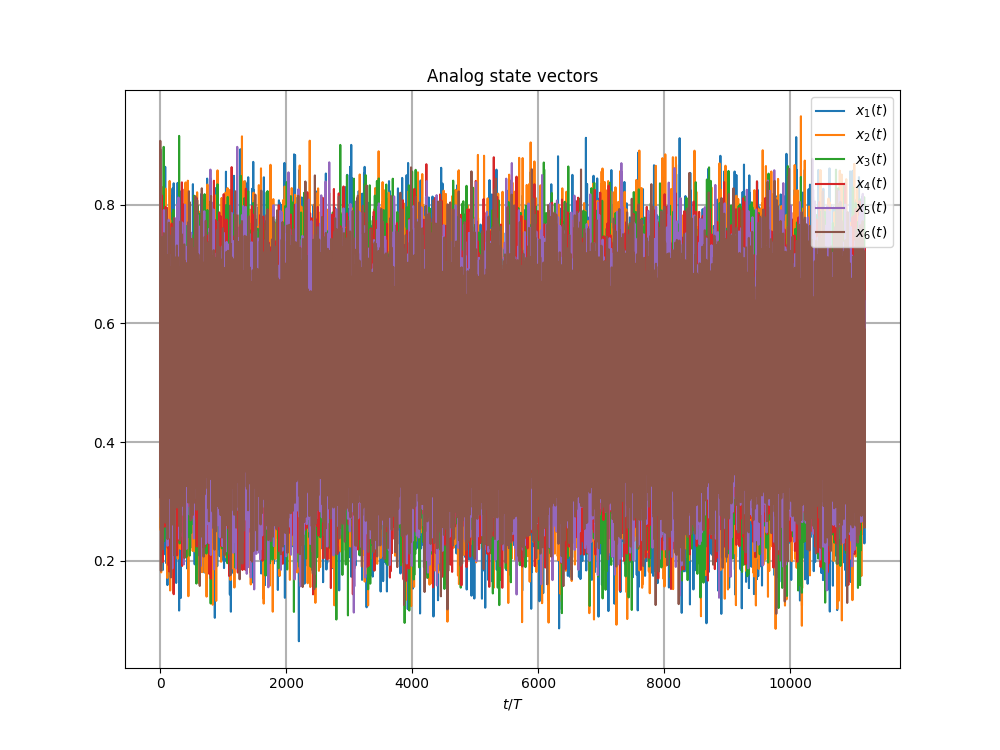 Analog state vectors
x₁(t)
x₂(t)
x₃(t)
x₄(t)
x₅(t)
x₆(t)
0.8
0.6
0.4
0.2
0 2000 4000 6000 8000 10000
t/T